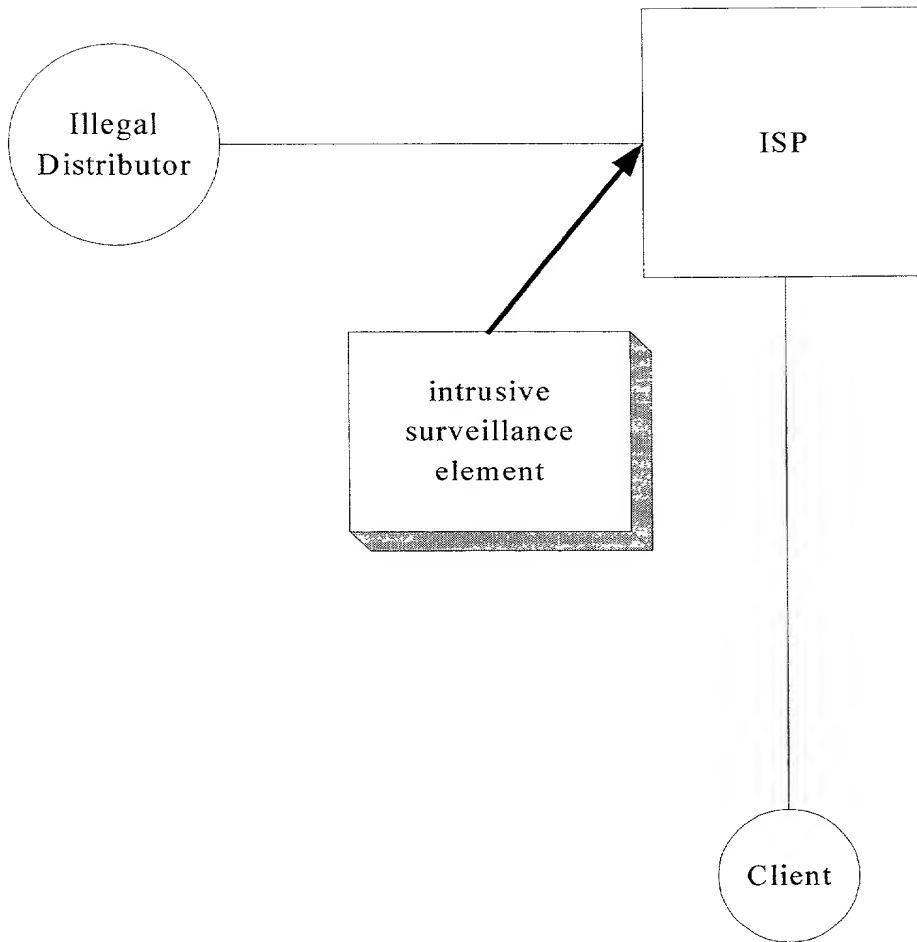 Illegal
Distributor
ISP
intrusive
surveillance
element
Client